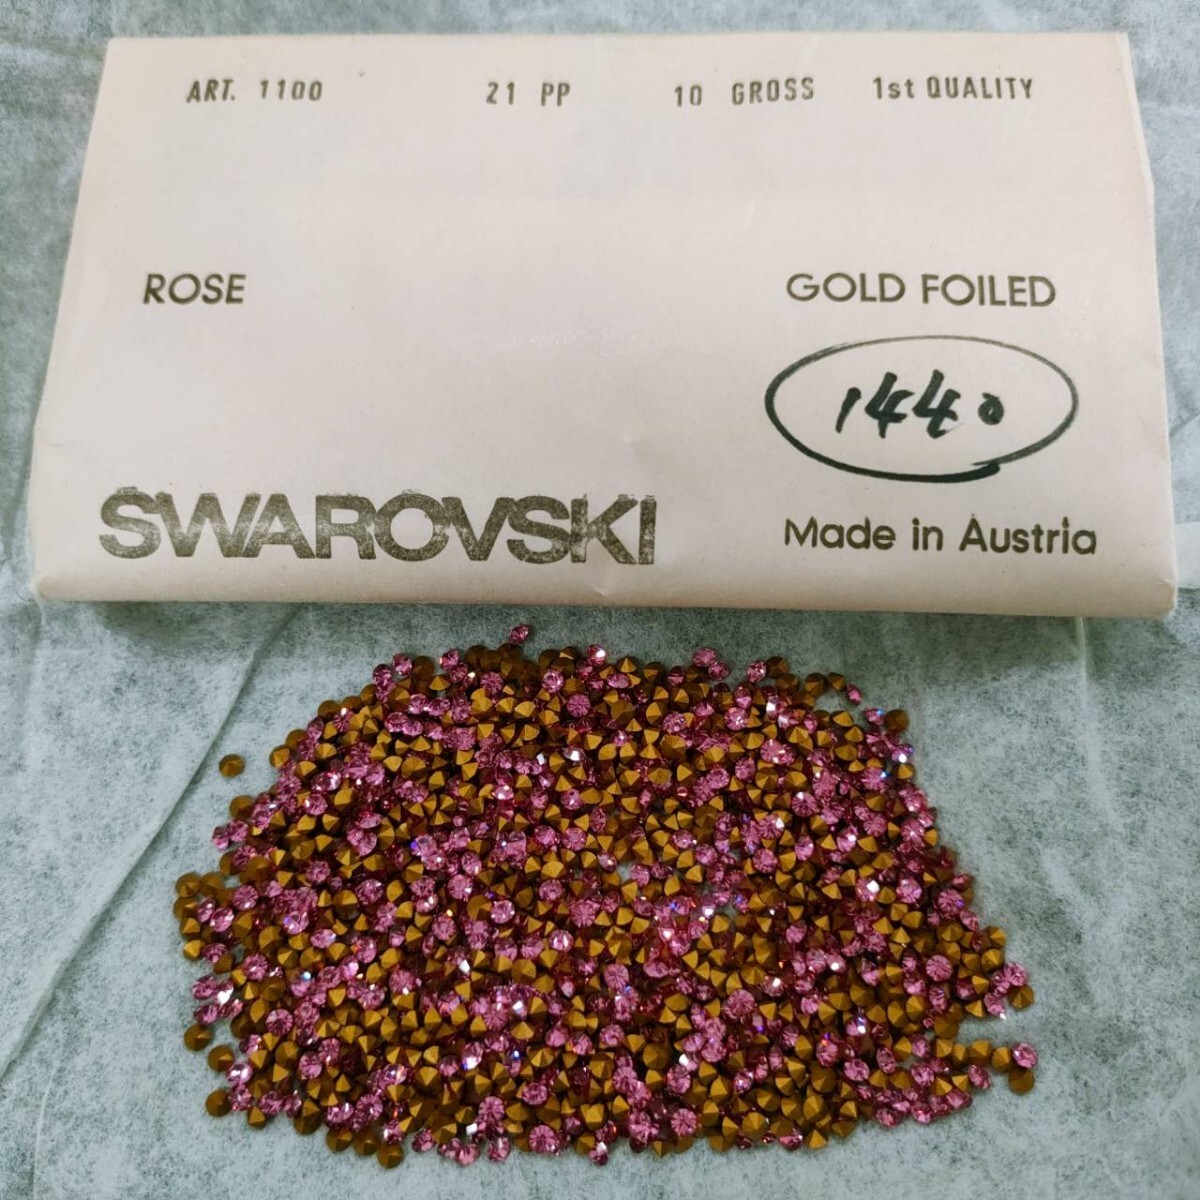 ART. 1100 21 PP 10 GROSS 1st QUALITY
ROSE GOLD FOILED
1440
SWAROVSKI Made in Austria